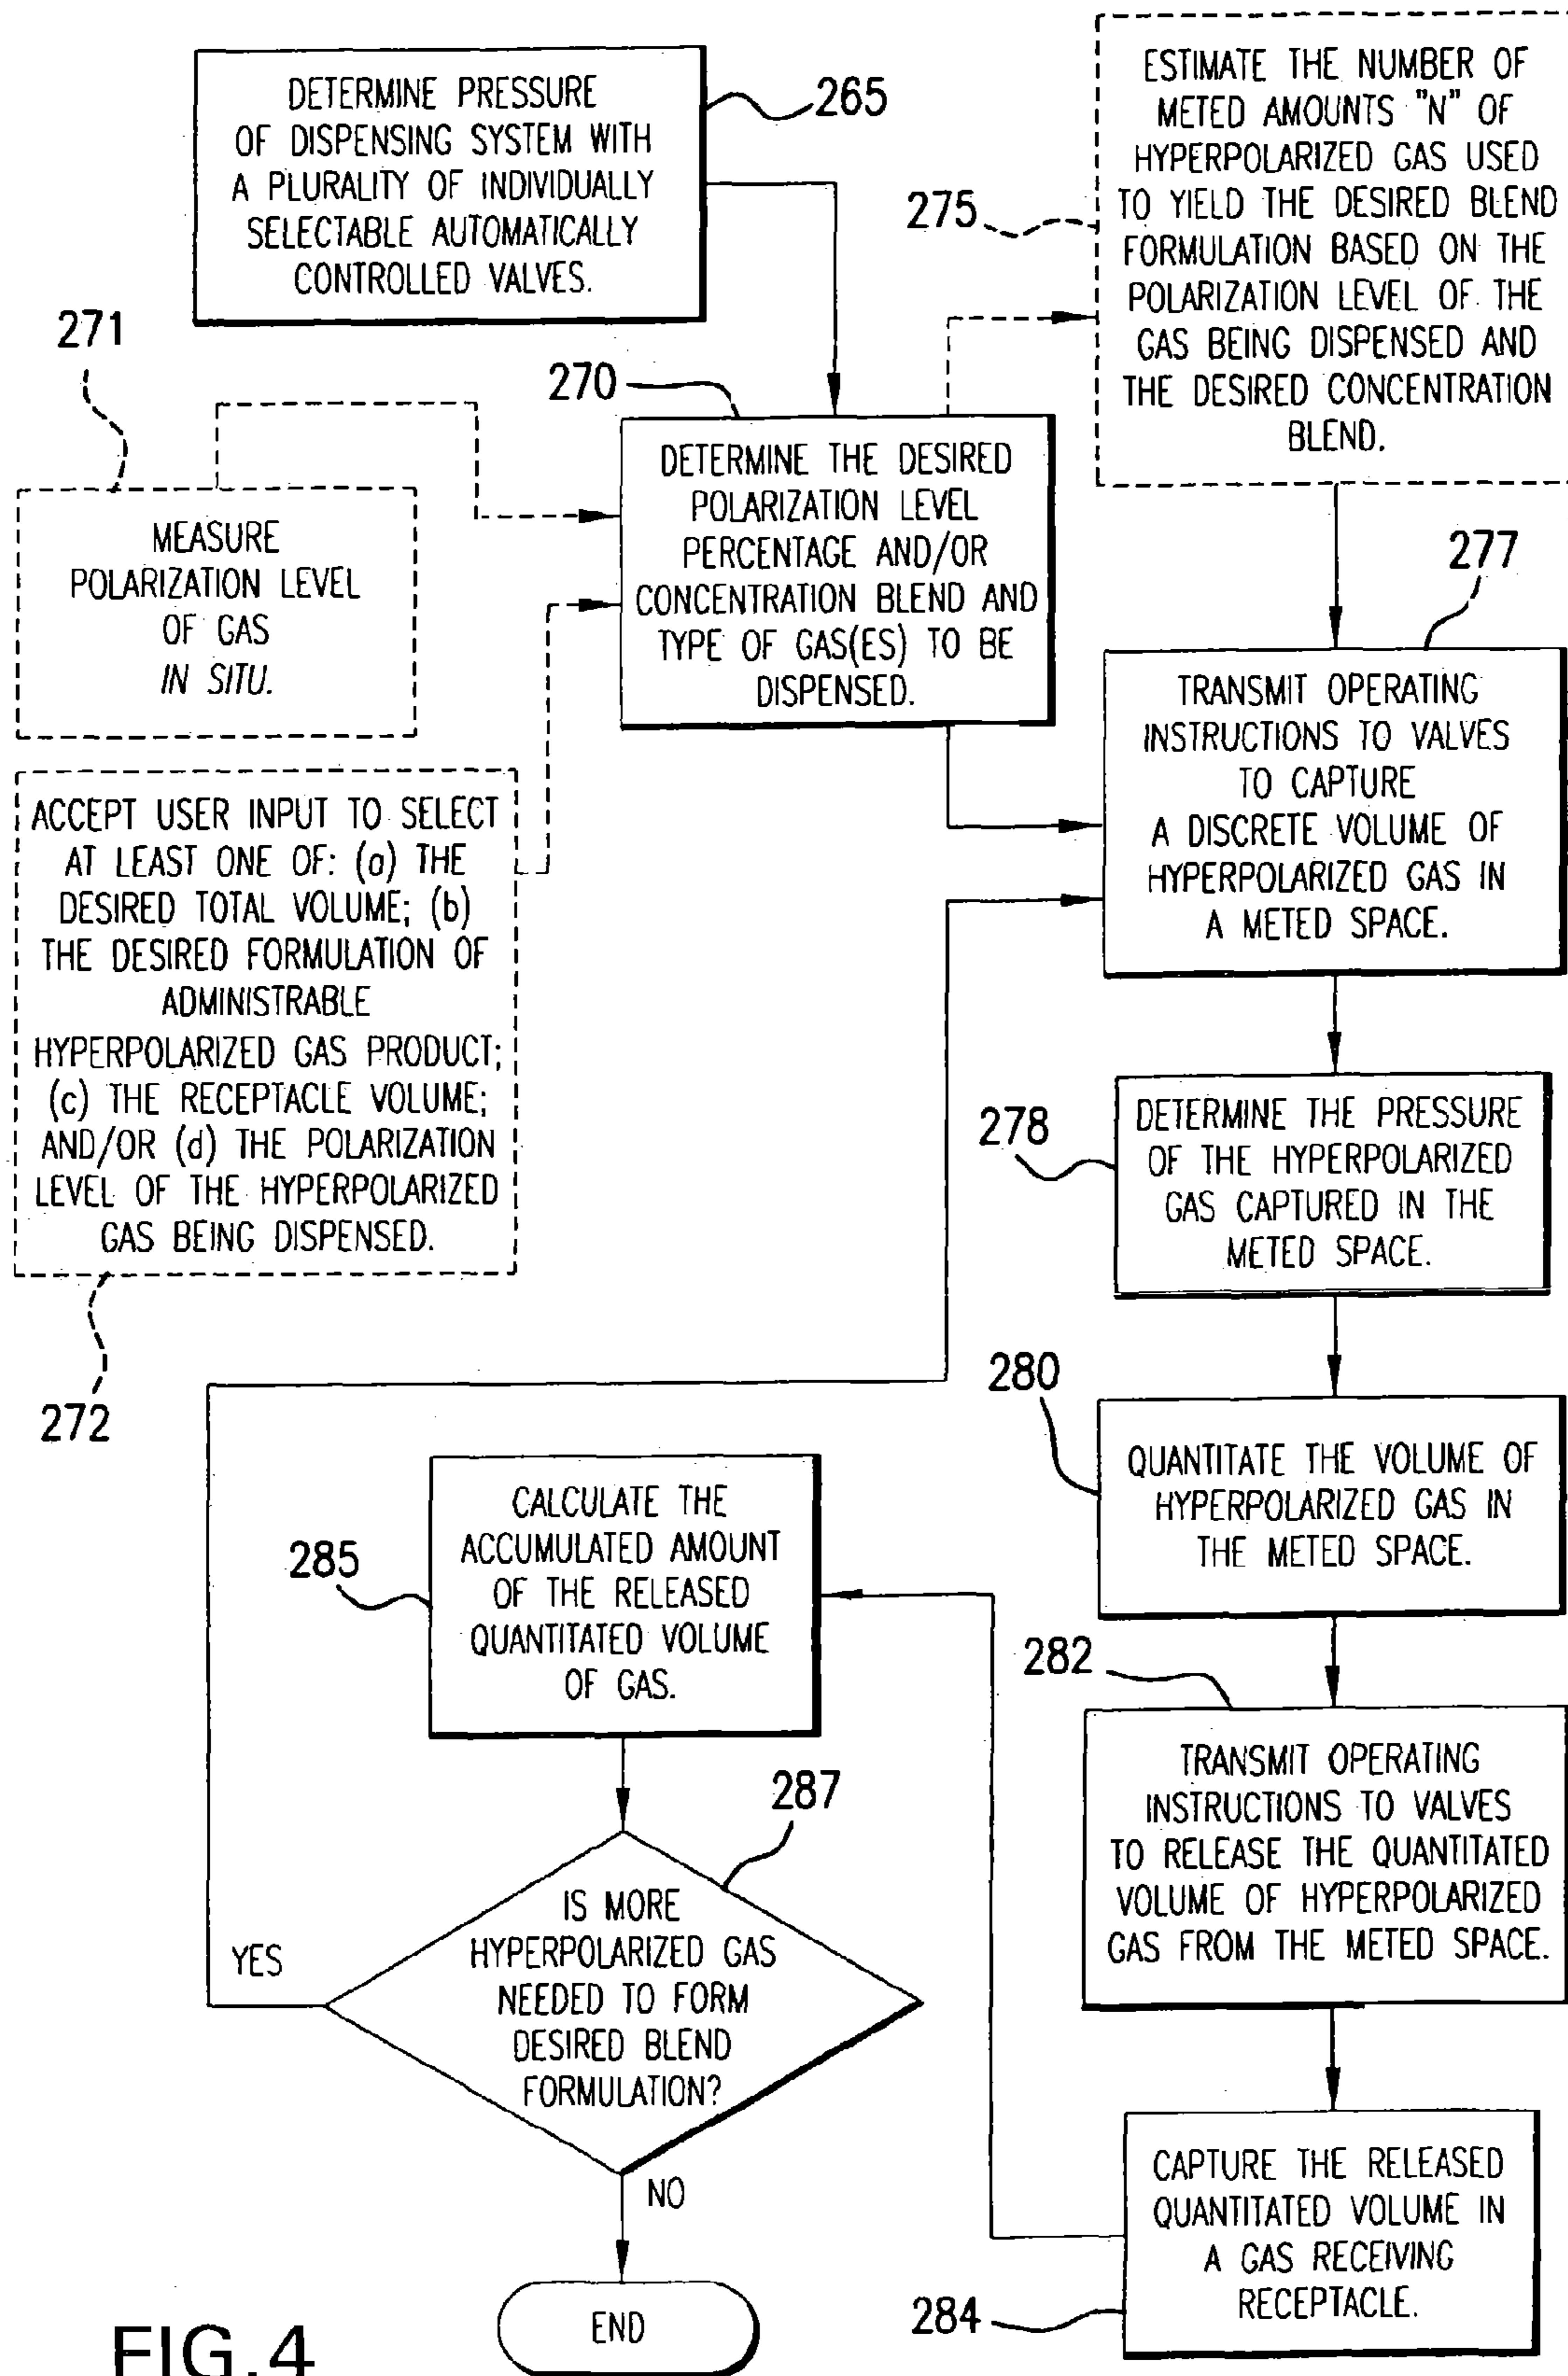 DETERMINE PRESSURE
OF DISPENSING SYSTEM WITH
A PLURALITY OF INDIVIDUALLY
SELECTABLE AUTOMATICALLY
CONTROLLED VALVES.
265
ESTIMATE THE NUMBER OF
METED AMOUNTS "N" OF
HYPERPOLARIZED GAS USED
TO YIELD THE DESIRED BLEND
FORMULATION BASED ON THE
POLARIZATION LEVEL OF THE
GAS BEING DISPENSED AND
THE DESIRED CONCENTRATION
BLEND.
275
271
MEASURE
POLARIZATION LEVEL
OF GAS
IN SITU.
270
DETERMINE THE DESIRED
POLARIZATION LEVEL
PERCENTAGE AND/OR
CONCENTRATION BLEND AND
TYPE OF GAS(ES) TO BE
DISPENSED.
277
TRANSMIT OPERATING
INSTRUCTIONS TO VALVES
TO CAPTURE
A DISCRETE VOLUME OF
HYPERPOLARIZED GAS IN
A METED SPACE.
ACCEPT USER INPUT TO SELECT
AT LEAST ONE OF: (a) THE
DESIRED TOTAL VOLUME; (b)
THE DESIRED FORMULATION OF
ADMINISTRABLE
HYPERPOLARIZED GAS PRODUCT;
(c) THE RECEPTACLE VOLUME;
AND/OR (d) THE POLARIZATION
LEVEL OF THE HYPERPOLARIZED
GAS BEING DISPENSED.
272
278
DETERMINE THE PRESSURE
OF THE HYPERPOLARIZED
GAS CAPTURED IN THE
METED SPACE.
280
QUANTITATE THE VOLUME OF
HYPERPOLARIZED GAS IN
THE METED SPACE.
282
TRANSMIT OPERATING
INSTRUCTIONS TO VALVES
TO RELEASE THE QUANTITATED
VOLUME OF HYPERPOLARIZED
GAS FROM THE METED SPACE.
284
CAPTURE THE RELEASED
QUANTITATED VOLUME IN
A GAS RECEIVING
RECEPTACLE.
285
CALCULATE THE
ACCUMULATED AMOUNT
OF THE RELEASED
QUANTITATED VOLUME
OF GAS.
287
IS MORE
HYPERPOLARIZED GAS
NEEDED TO FORM
DESIRED BLEND
FORMULATION?
YES
NO
END
FIG.4